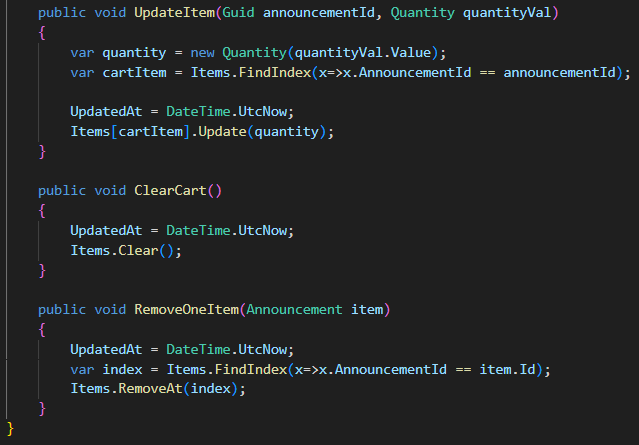 public void UpdateItem(Guid announcementId, Quantity quantityVal)
{
var quantity = new Quantity(quantityVal.Value);
var cartItem = Items.FindIndex(x=>x.AnnouncementId == announcementId);
UpdatedAt = DateTime.UtcNow;
Items[cartItem].Update(quantity);
}
public void ClearCart()
{
UpdatedAt = DateTime.UtcNow;
Items.Clear();
}
public void RemoveOneItem(Announcement item)
{
UpdatedAt = DateTime.UtcNow;
var index = Items.FindIndex(x=>x.AnnouncementId == item.Id);
Items.RemoveAt(index);
}
}